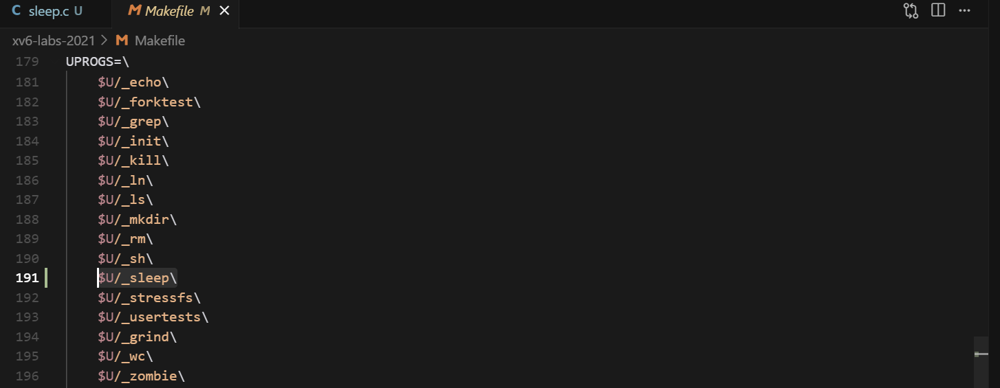 C sleep.c U M Makefile M ×
xv6-labs-2021 > M Makefile
179 UPROGS=\
181 $U/_echo\
182 $U/_forktest\
183 $U/_grep\
184 $U/_init\
185 $U/_kill\
186 $U/_ln\
187 $U/_ls\
188 $U/_mkdir\
189 $U/_rm\
190 $U/_sh\
191 $U/_sleep\
192 $U/_stressfs\
193 $U/_usertests\
194 $U/_grind\
195 $U/_wc\
196 $U/_zombie\